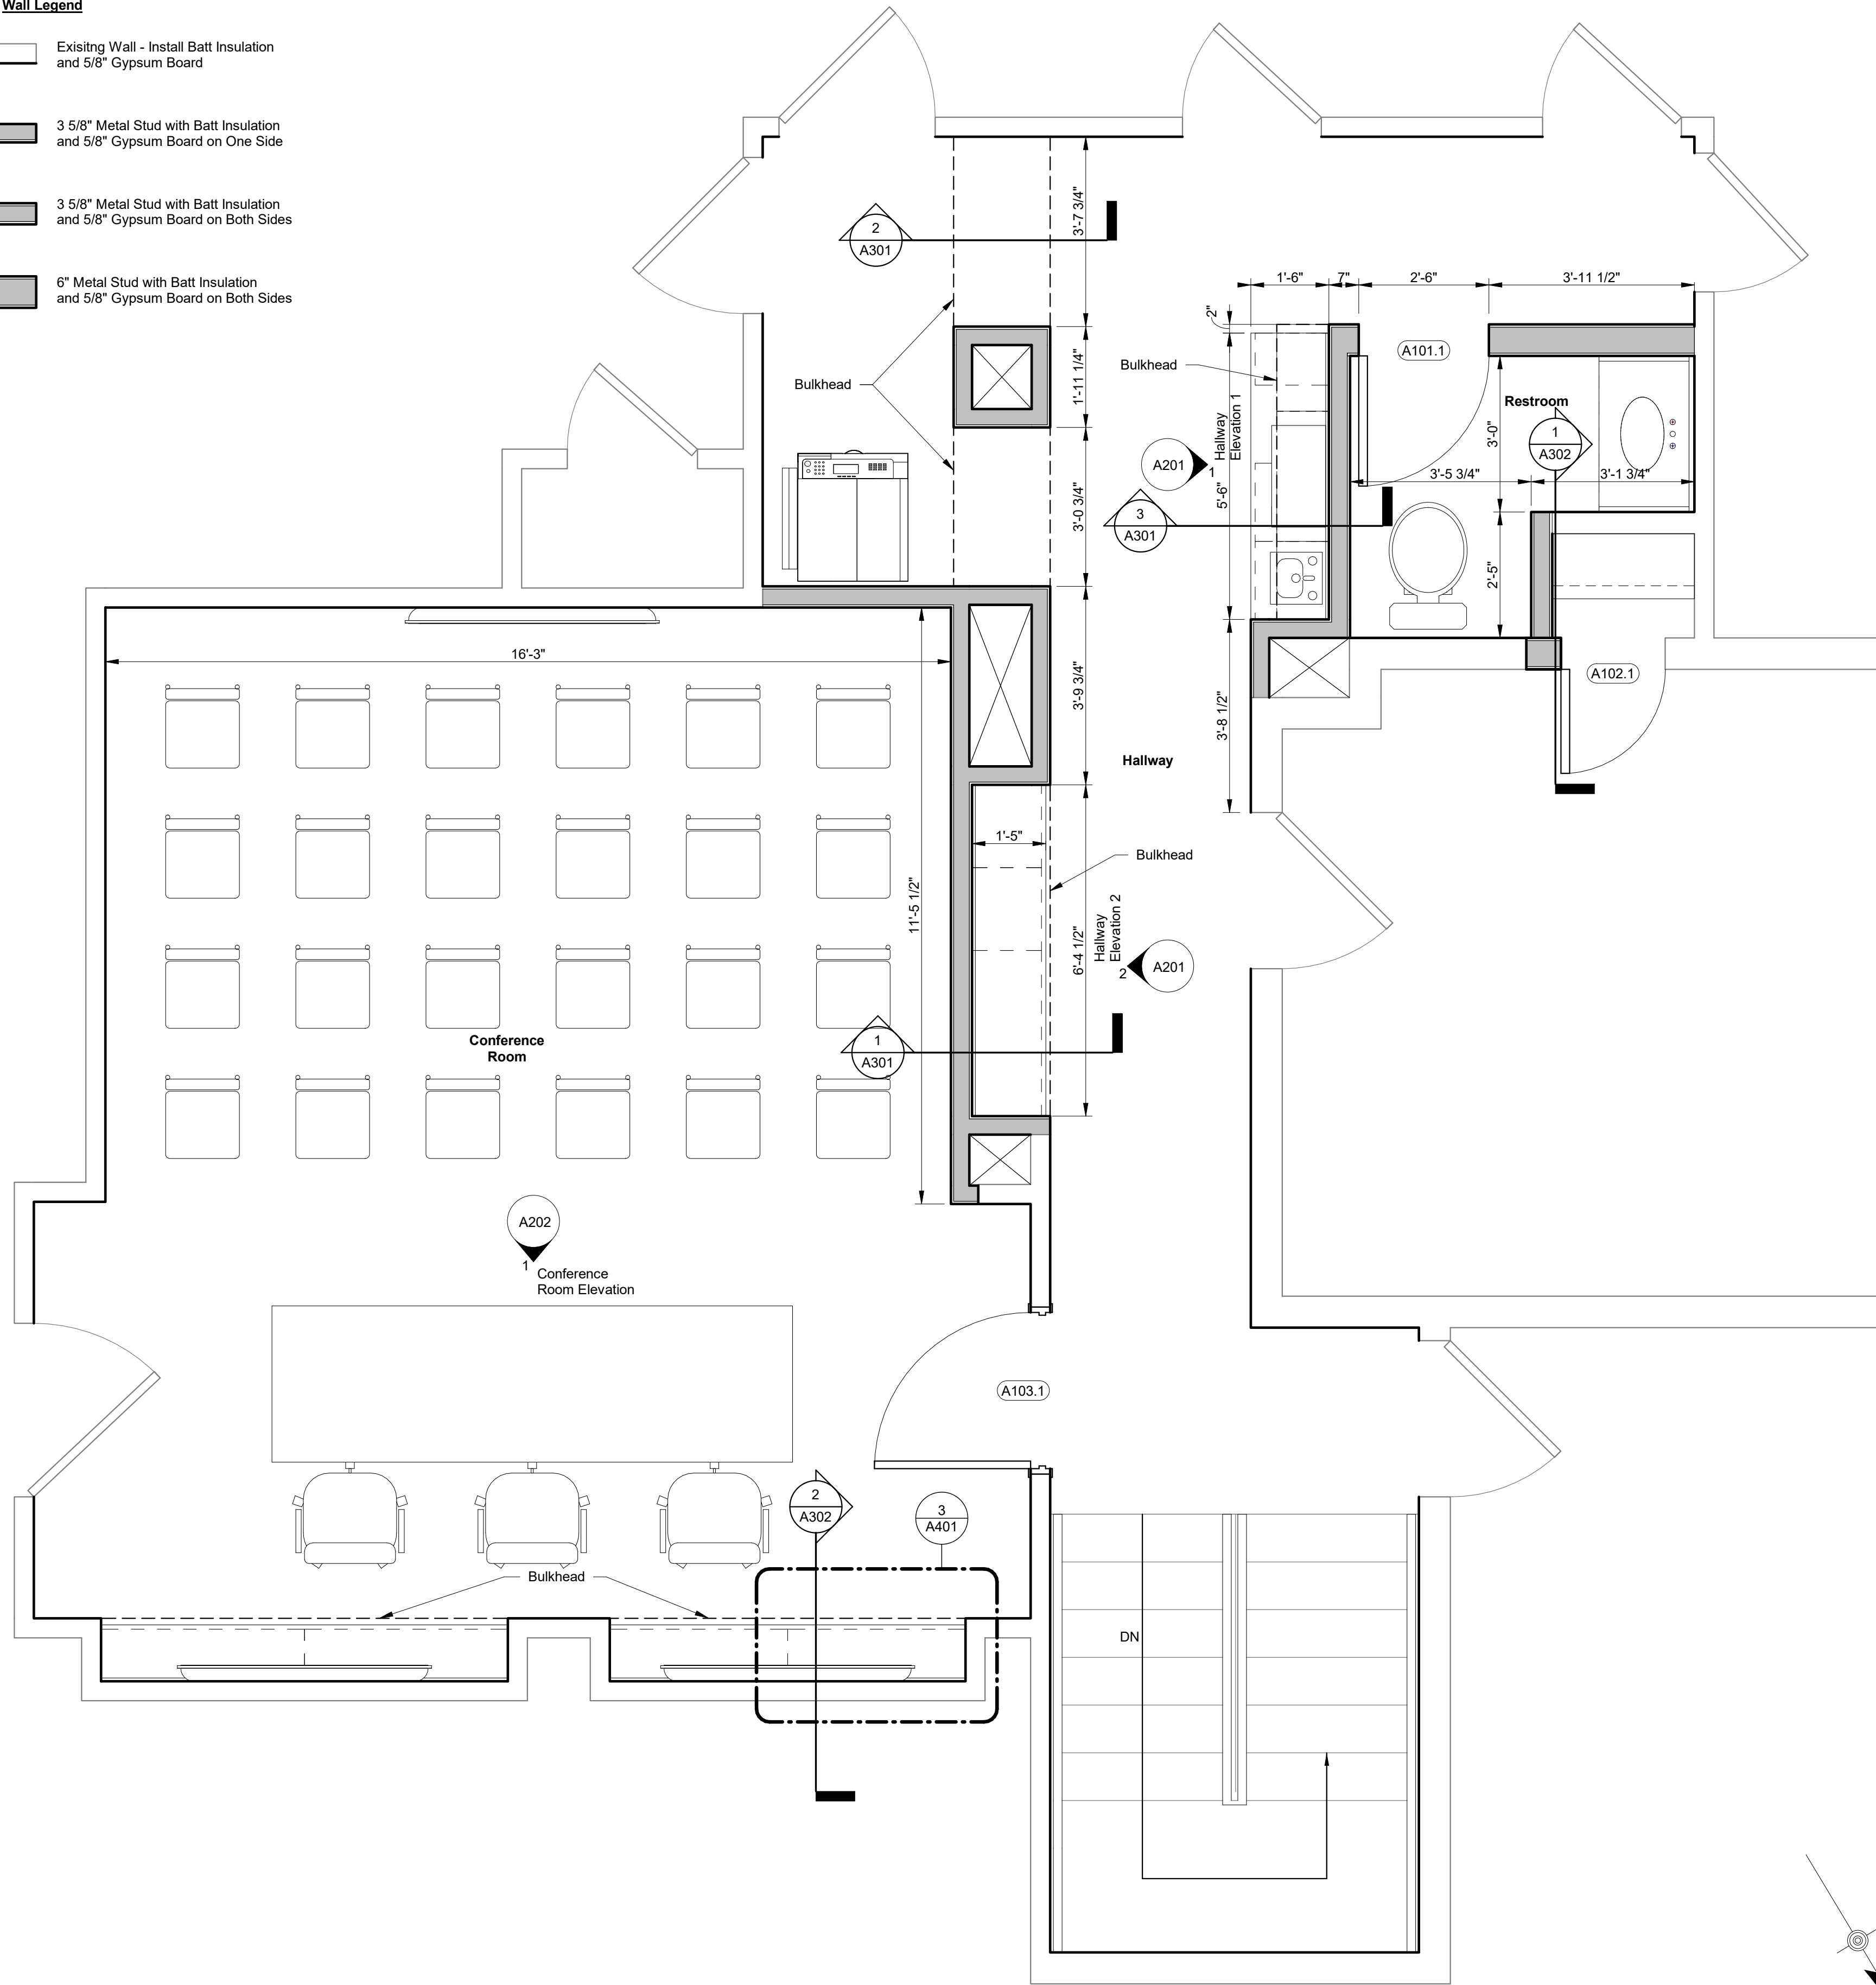 Wall Legend
Exisitng Wall - Install Batt Insulation
and 5/8" Gypsum Board
3 5/8" Metal Stud with Batt Insulation
and 5/8" Gypsum Board on One Side
3 5/8" Metal Stud with Batt Insulation
and 5/8" Gypsum Board on Both Sides
6" Metal Stud with Batt Insulation
and 5/8" Gypsum Board on Both Sides
2
A301
3'-7 3/4"
1'-6"
7"
2'-6"
3'-11 1/2"
2"
A101.1
Bulkhead
Bulkhead
1'-11 1/4"
Hallway
Elevation 1
Restroom
3'-0"
1
A302
A201
1
3'-5 3/4"
3'-1 3/4"
5'-6"
3'-0 3/4"
3
A301
2'-5"
16'-3"
A102.1
3'-9 3/4"
3'-8 1/2"
Hallway
1'-5"
Bulkhead
11'-5 1/2"
6'-4 1/2"
Hallway
Elevation 2
A201
2
Conference
Room
1
A301
A202
1
Conference
Room Elevation
A103.1
2
A302
3
A401
Bulkhead
DN